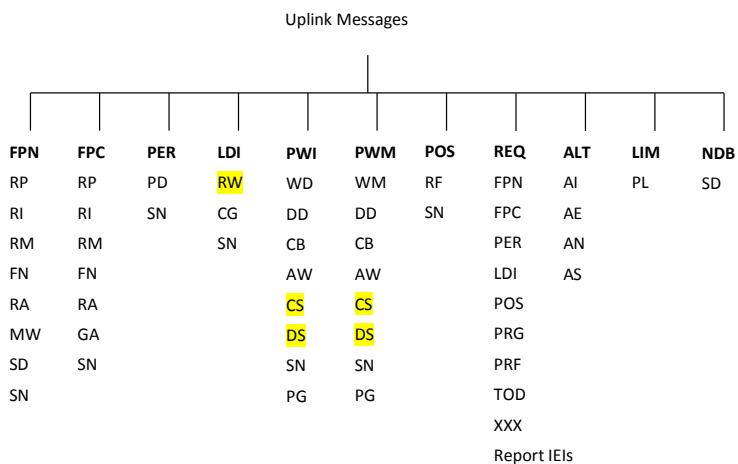 Uplink Messages
FPN FPC PER LDI PWI PWM POS REQ ALT LIM NDB
RP RP PD RW WD WM RF FPN AI PL SD
RI RI SN CG DD DD SN FPC AE
RM RM SN CB CB PER AN
FN FN AW AW LDI AS
RA RA CS CS POS
MW GA DS DS PRG
SD SN SN SN PRF
SN PG PG TOD
XXX
Report IEIs